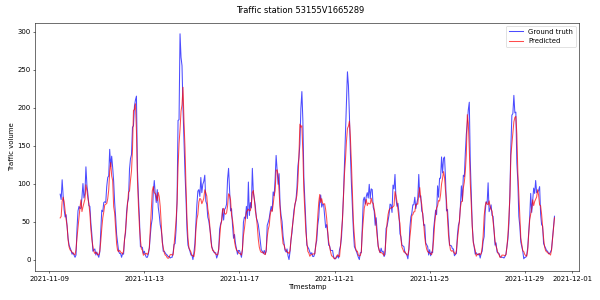 Traffic station 53155V1665289
Ground truth
Predicted
Traffic volume
300
250
200
150
100
50
0
2021-11-09
2021-11-13
2021-11-17
2021-11-21
2021-11-25
2021-11-29
2021-12-01
Timestamp